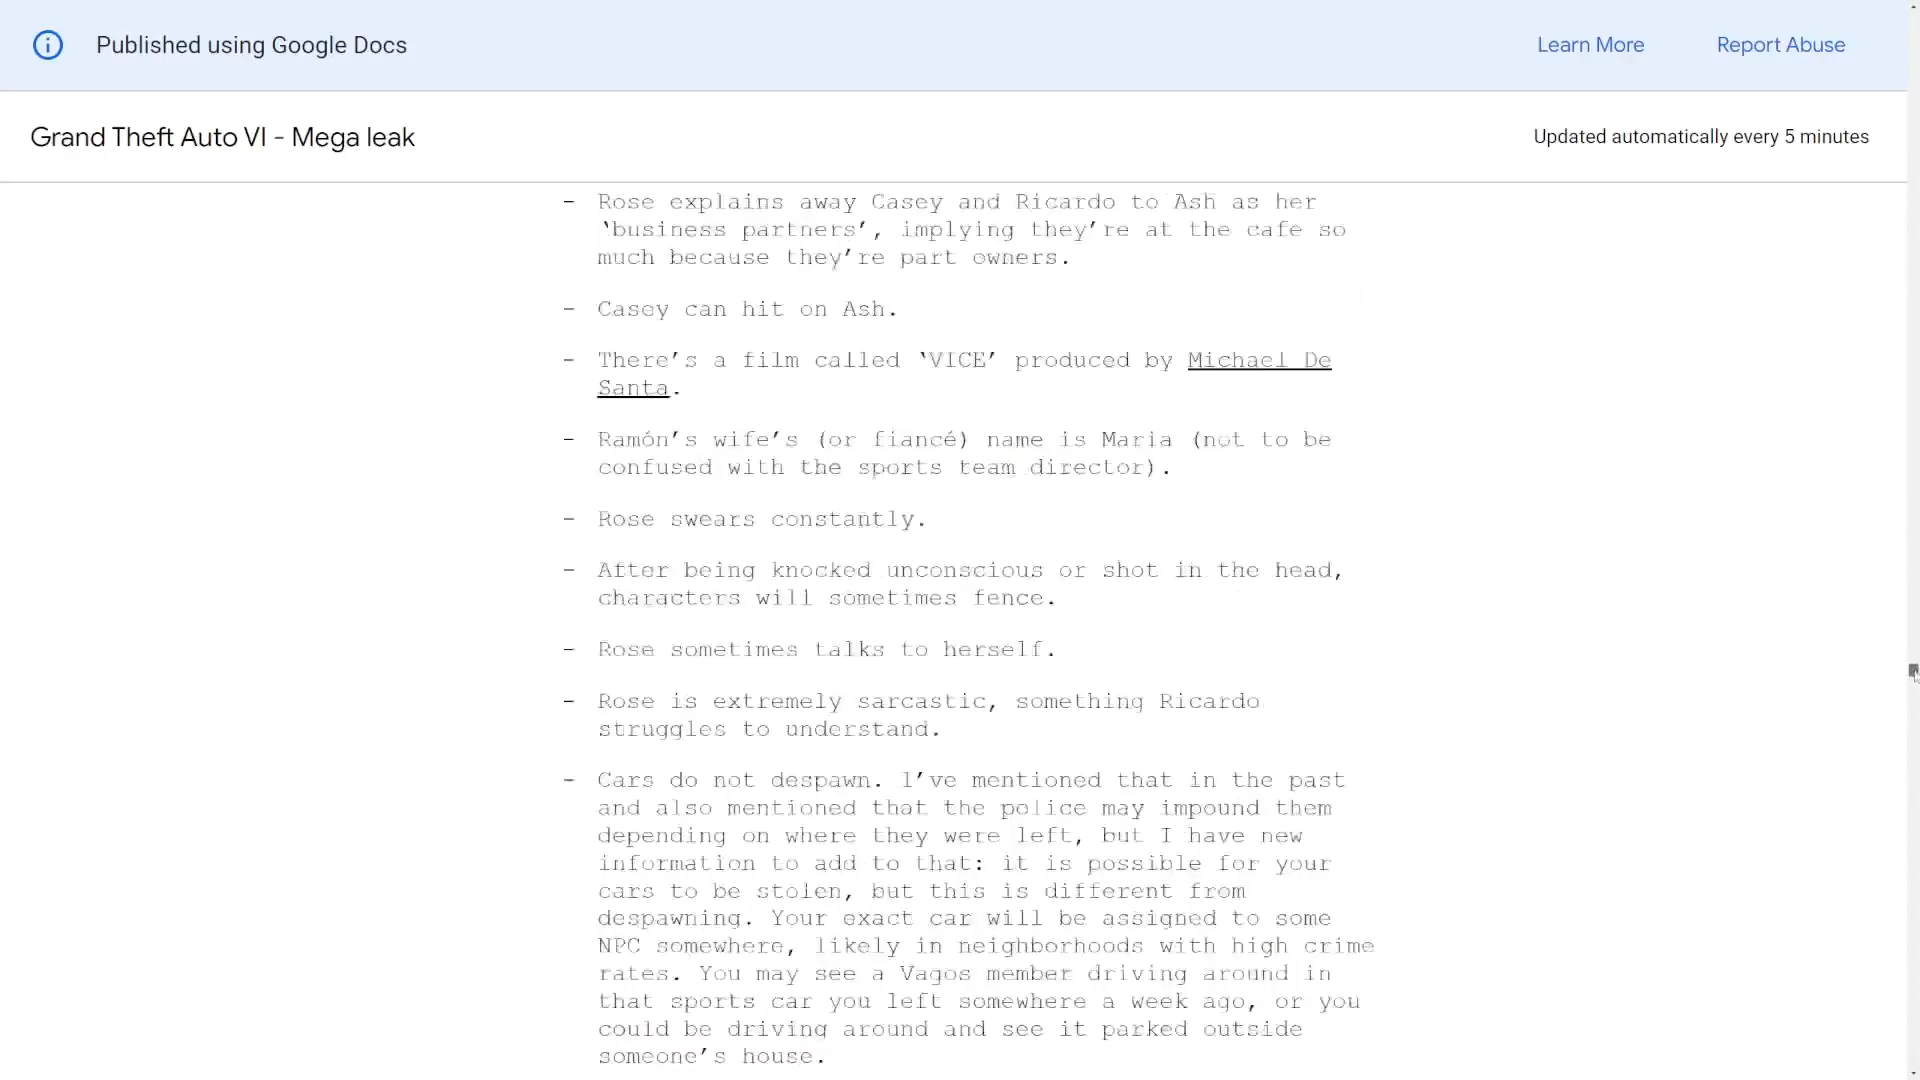 Published using Google Docs
Learn More
Report Abuse
Grand Theft Auto VI - Mega leak
Updated automatically every 5 minutes
- Rose explains away Casey and Ricardo to Ash as her
‘business partners’, implying they’re at the cafe so
much because they’re part owners.
- Casey can hit on Ash.
- There’s a film called ‘VICE’ produced by Michael De
Santa.
- Ramón’s wife’s (or fiancé) name is Maria (not to be
confused with the sports team director).
- Rose swears constantly.
- After being knocked unconscious or shot in the head,
characters will sometimes fence.
- Rose sometimes talks to herself.
- Rose is extremely sarcastic, something Ricardo
struggles to understand.
- Cars do not despawn. I’ve mentioned that in the past
and also mentioned that the police may impound them
depending on where they were left, but I have new
information to add to that: it is possible for your
cars to be stolen, but this is different from
despawning. Your exact car will be assigned to some
NPC somewhere, likely in neighborhoods with high crime
rates. You may see a Vagos member driving around in
that sports car you left somewhere a week ago, or you
could be driving around and see it parked outside
someone’s house.